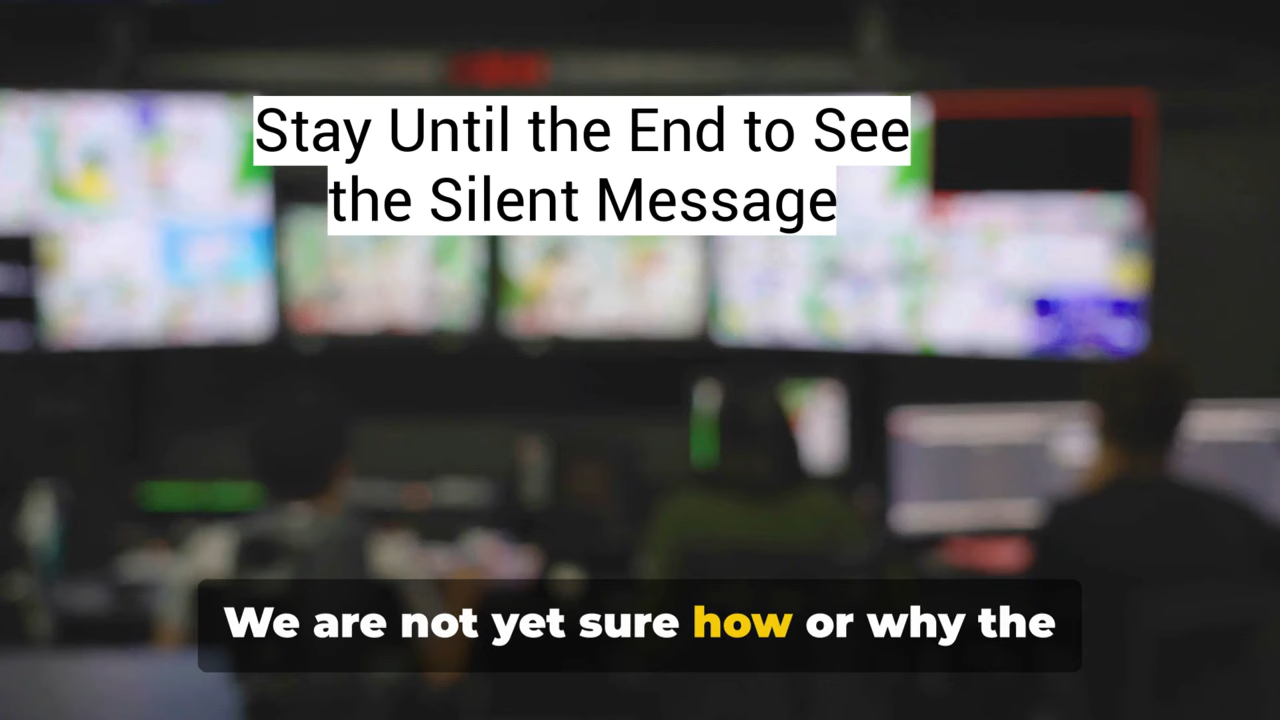 Stay Until the End to See
the Silent Message
We are not yet sure how or why the